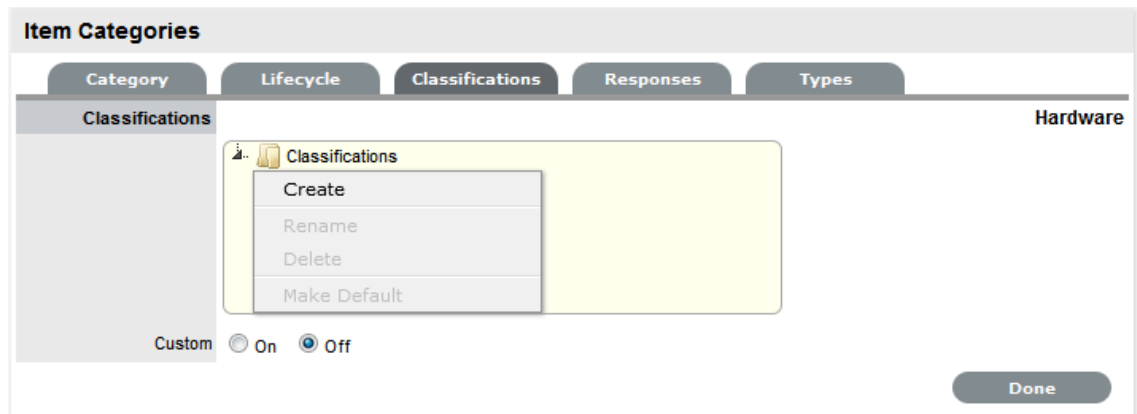 Item Categories
Category Lifecycle Classifications Responses Types
Classifications Hardware
Classifications
Create
Rename
Delete
Make Default
Custom On Off
Done